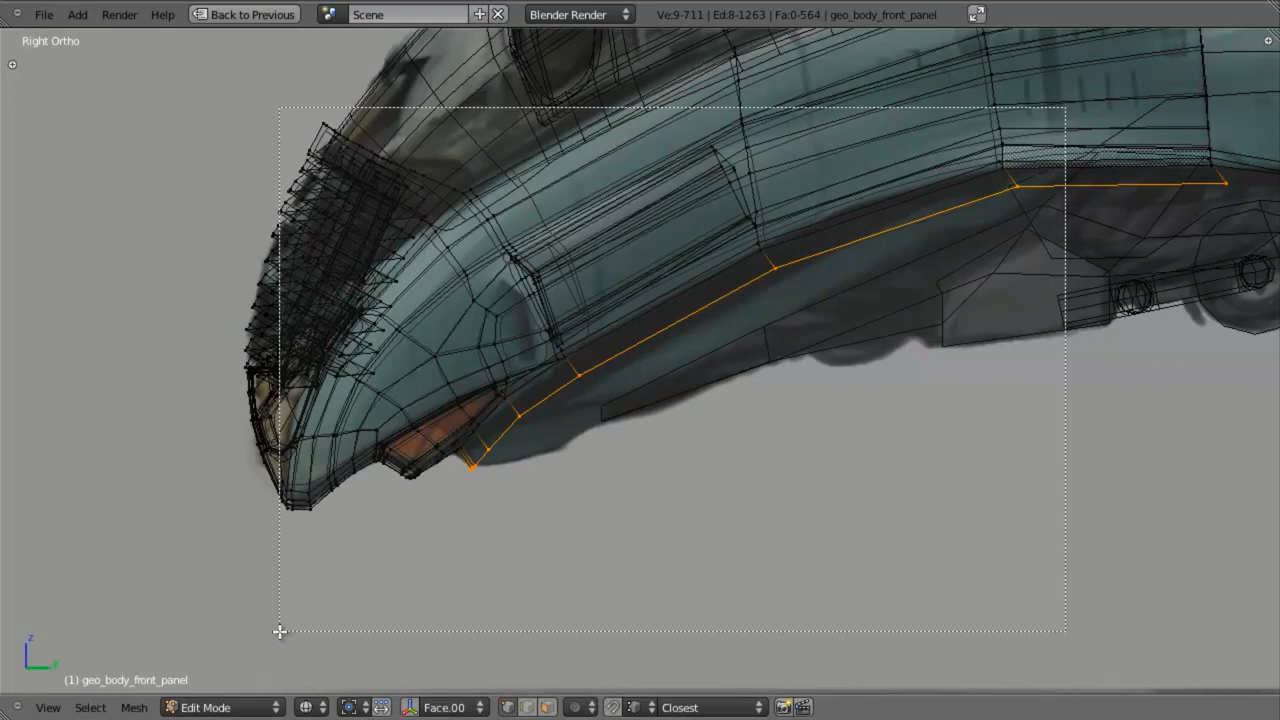 File Add Render Help Back to Previous Scene Blender Render Ve:9-711 | Ed:8-1263 | Fa:0-564 | geo_body_front_panel
Right Ortho
z
y
(1) geo_body_front_panel
View Select Mesh Edit Mode Face.00 Closest